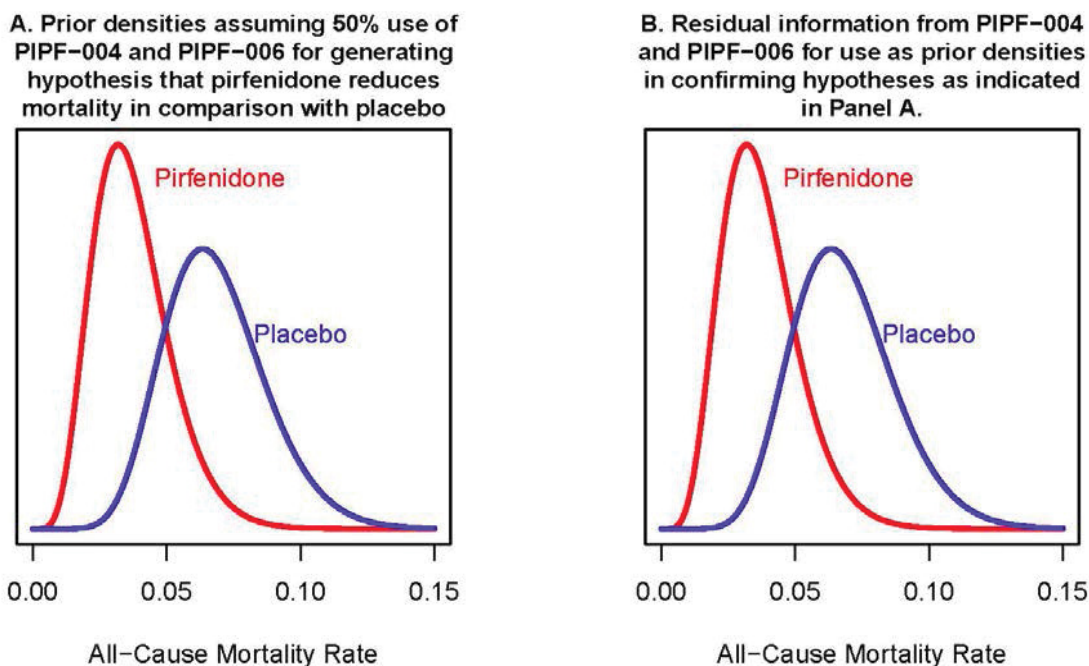 A. Prior densities assuming 50% use of
PIPF−004 and PIPF−006 for generating
hypothesis that pirfenidone reduces
mortality in comparison with placebo
Pirfenidone
Placebo
0.00 0.05 0.10 0.15
All−Cause Mortality Rate
B. Residual information from PIPF−004
and PIPF−006 for use as prior densities
in confirming hypotheses as indicated
in Panel A.
Pirfenidone
Placebo
0.00 0.05 0.10 0.15
All−Cause Mortality Rate